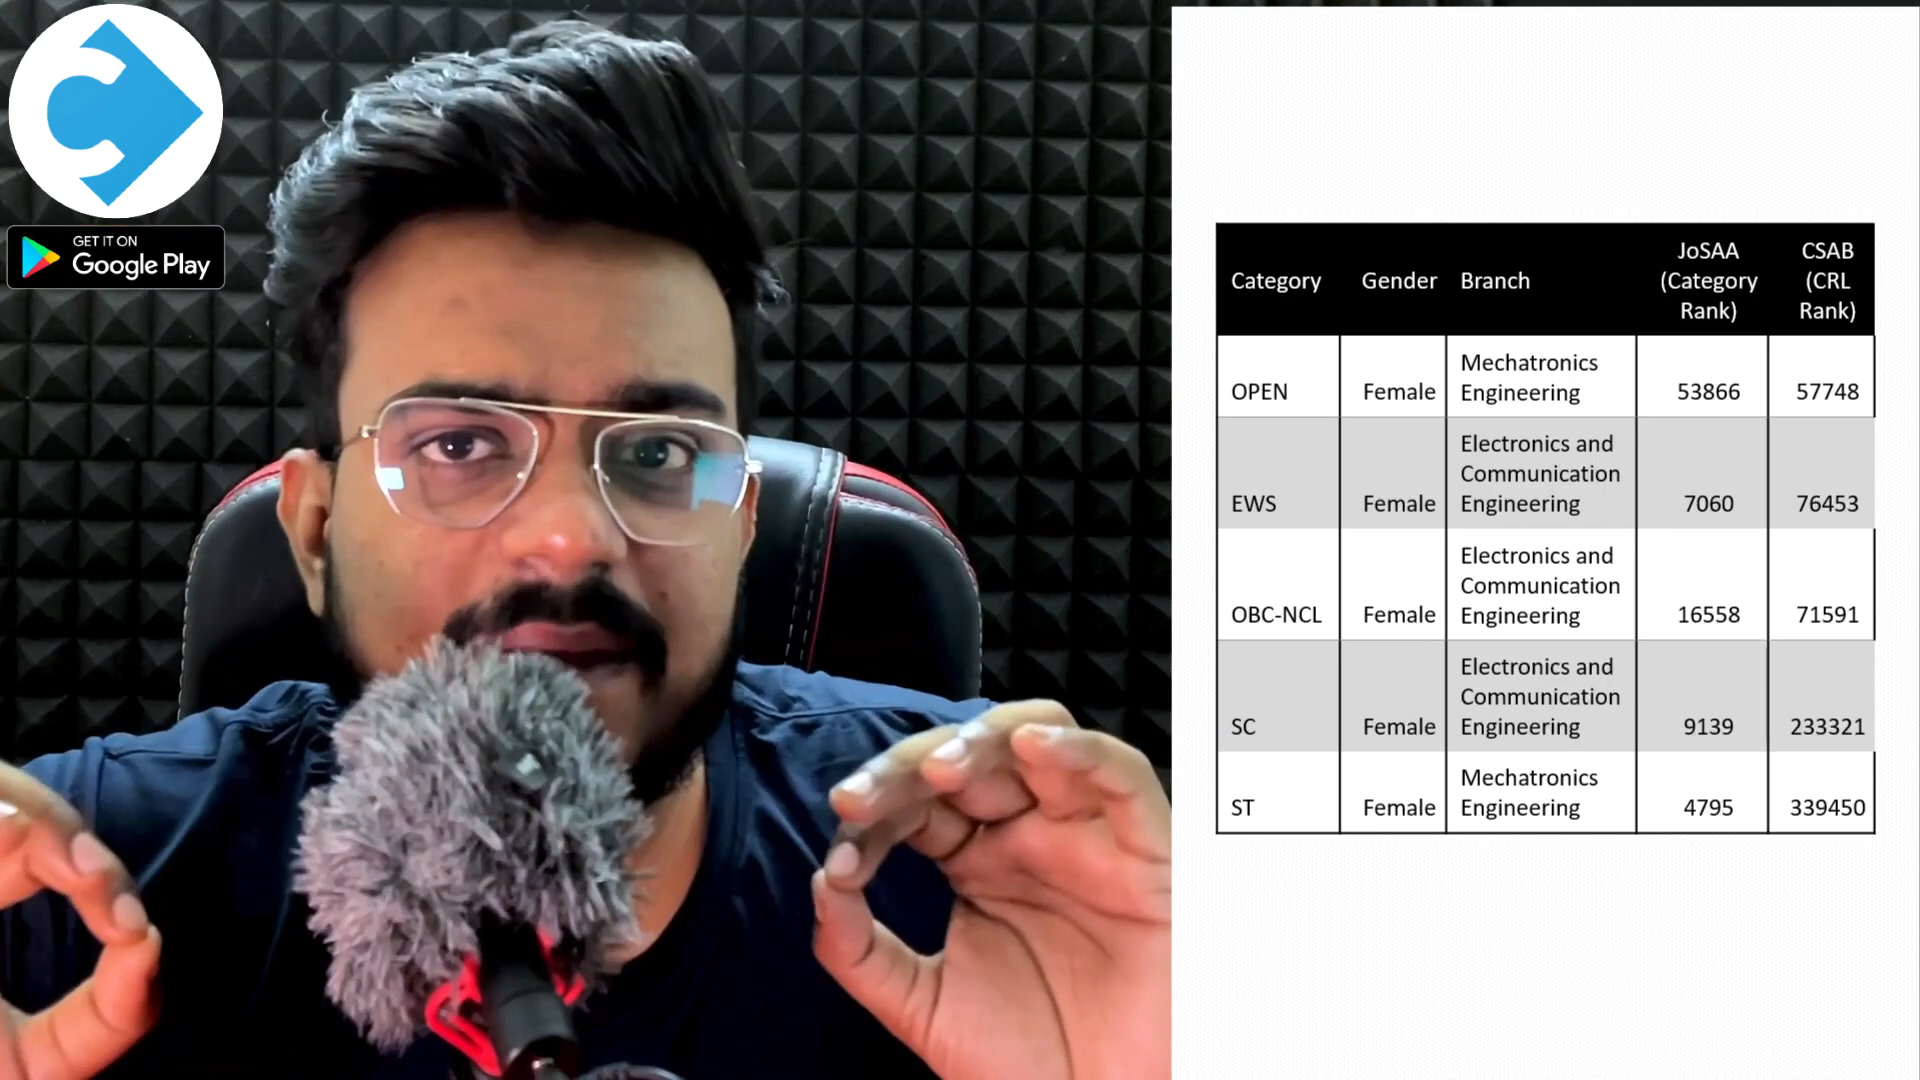 GET IT ON
Google Play
Category Gender Branch JoSAA (Category Rank) CSAB (CRL Rank)
OPEN Female Mechatronics Engineering 53866 57748
EWS Female Electronics and Communication Engineering 7060 76453
OBC-NCL Female Electronics and Communication Engineering 16558 71591
SC Female Electronics and Communication Engineering 9139 233321
ST Female Mechatronics Engineering 4795 339450